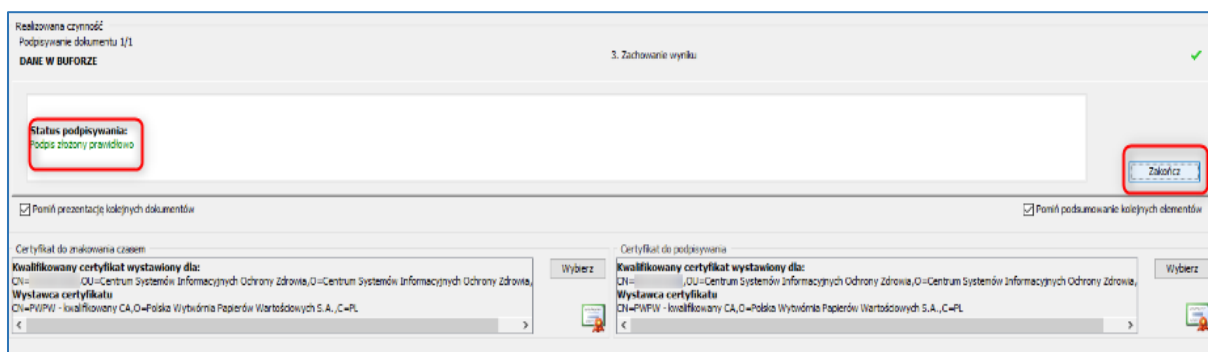 Realizowana czynność
Podpisywanie dokumentu 1/1
DANE W BUFORZE
3. Zachowanie wyniku
Status podpisywania:
Podpis złożony prawidłowo
Zakończ
Pomiń prezentację kolejnych dokumentów
Pomiń podsumowanie kolejnych elementów
Certyfikat do znakowania czasem
Kwalifikowany certyfikat wystawiony dla:
CN= ,OU=Centrum Systemów Informacyjnych Ochrony Zdrowia,O=Centrum Systemów Informacyjnych Ochrony Zdrowia,
Wystawca certyfikatu
CN=PWPW - kwalifikowany CA,O=Polska Wytwórnia Papierów Wartościowych S.A.,C=PL
Wybierz
Certyfikat do podpisywania
Kwalifikowany certyfikat wystawiony dla:
CN= ,OU=Centrum Systemów Informacyjnych Ochrony Zdrowia,O=Centrum Systemów Informacyjnych Ochrony Zdrowia,
Wystawca certyfikatu
CN=PWPW - kwalifikowany CA,O=Polska Wytwórnia Papierów Wartościowych S.A.,C=PL
Wybierz